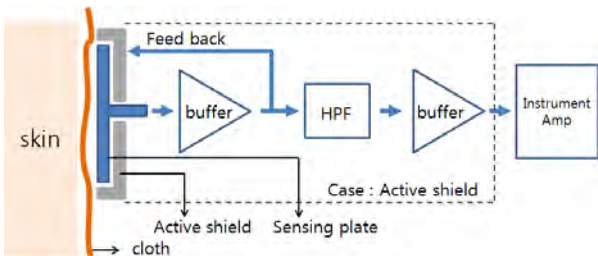 Feed back
buffer
HPF
buffer
Instrument
Amp
skin
Case : Active shield
Active shield
Sensing plate
cloth